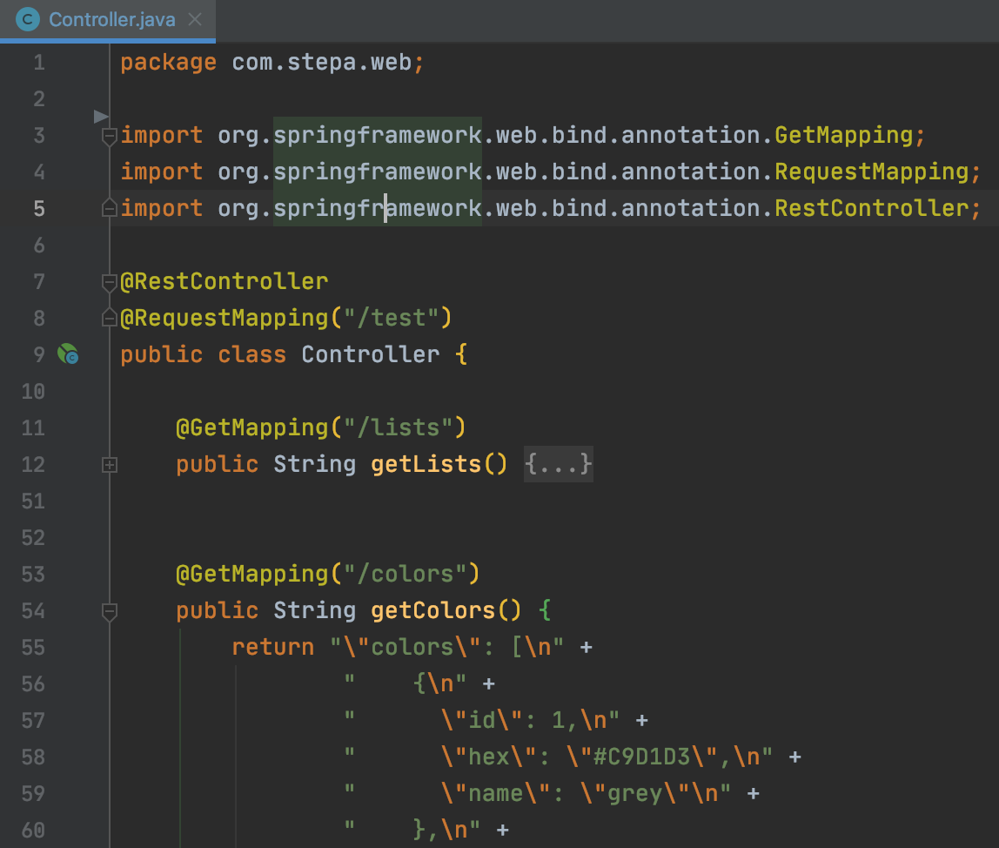 Controller.java
1 package com.stepa.web;
2
3 import org.springframework.web.bind.annotation.GetMapping;
4 import org.springframework.web.bind.annotation.RequestMapping;
5 import org.springframework.web.bind.annotation.RestController;
6
7 @RestController
8 @RequestMapping("/test")
9 public class Controller {
10
11     @GetMapping("/lists")
12     public String getLists() {...}
51
52
53     @GetMapping("/colors")
54     public String getColors() {
55         return "\"colors\": [\n" +
56                 "    {\n" +
57                 "      \"id\": 1,\n" +
58                 "      \"hex\": \"#C9D1D3\",\n" +
59                 "      \"name\": \"grey\"\n" +
60                 "    },\n" +